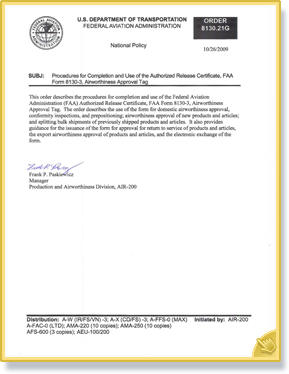 U.S. DEPARTMENT OF TRANSPORTATION
FEDERAL AVIATION ADMINISTRATION
ORDER
8130.21G
National Policy
10/26/2009
SUBJ: Procedures for Completion and Use of the Authorized Release Certificate, FAA
Form 8130-3, Airworthiness Approval Tag
This order describes the procedures for completion and use of the Federal Aviation
Administration (FAA) Authorized Release Certificate, FAA Form 8130-3, Airworthiness
Approval Tag. The order describes the use of the form for domestic airworthiness approval,
conformity inspections, and prepositioning; airworthiness approval of new products and articles;
and splitting bulk shipments of previously shipped products and articles. It also provides
guidance for the issuance of the form for approval for return to service of products and articles,
the export airworthiness approval of products and articles, and the electronic exchange of the
form.
Frank P. Paskiewicz
Manager
Production and Airworthiness Division, AIR-200
Distribution: A-W (IR/FS/VN) -3; A-X (CD/FS) -3; A-FFS-0 (MAX) Initiated by: AIR-200
A-FAC-0 (LTD); AMA-220 (10 copies); AMA-250 (10 copies)
AFS-600 (3 copies); AEU-100/200